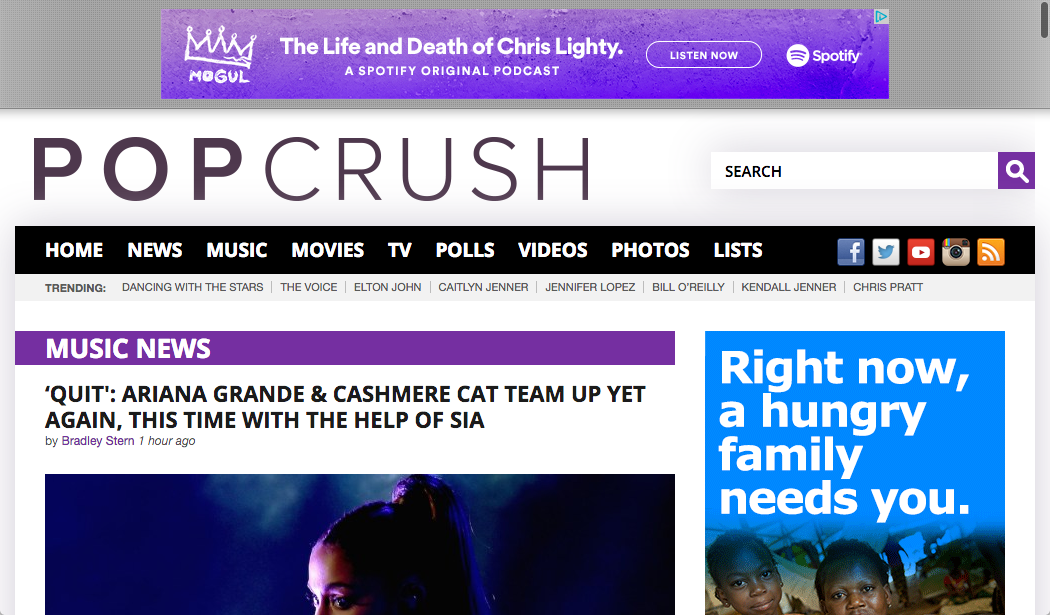 MOGUL
The Life and Death of Chris Lighty.
A SPOTIFY ORIGINAL PODCAST
LISTEN NOW
Spotify
POPCRUSH
SEARCH
HOME NEWS MUSIC MOVIES TV POLLS VIDEOS PHOTOS LISTS
TRENDING: DANCING WITH THE STARS THE VOICE ELTON JOHN CAITLYN JENNER JENNIFER LOPEZ BILL O'REILLY KENDALL JENNER CHRIS PRATT
MUSIC NEWS
‘QUIT': ARIANA GRANDE & CASHMERE CAT TEAM UP YET
AGAIN, THIS TIME WITH THE HELP OF SIA
by Bradley Stern 1 hour ago
Right now,
a hungry
family
needs you.